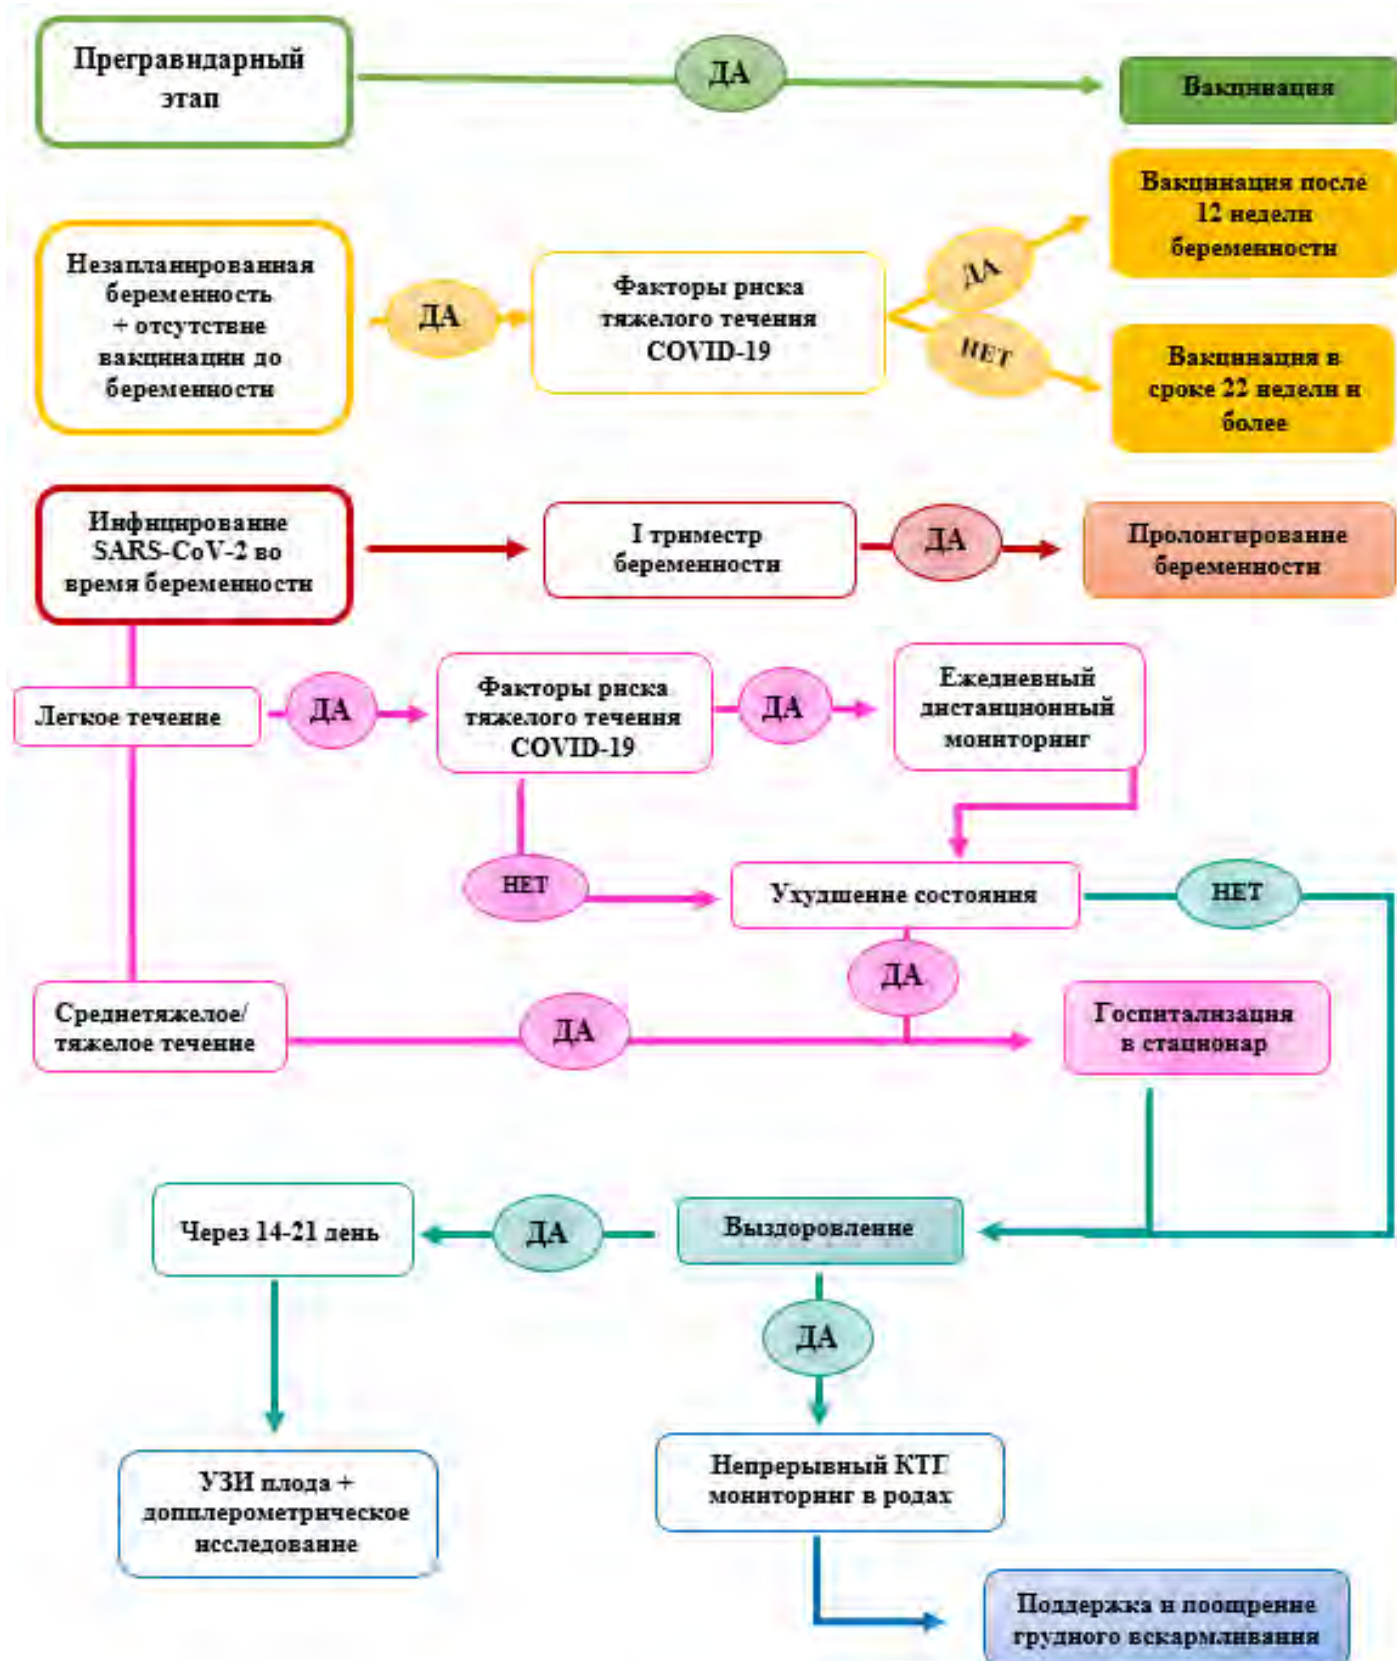 Прегравидарный
этап
ДА
Вакцинация
Незапланированная
беременность
+ отсутствие
вакцинации до
беременности
ДА
Факторы риска
тяжелого течения
COVID-19
ДА
НЕТ
Вакцинация после
12 недели
беременности
Вакцинация в
сроке 22 недели и
более
Инфицирование
SARS-CoV-2 во
время беременности
I триместр
беременности
ДА
Пролонгирование
беременности
Легкое течение
ДА
Факторы риска
тяжелого течения
COVID-19
ДА
Ежедневный
дистанционный
мониторинг
НЕТ
Ухудшение состояния
НЕТ
ДА
Среднетяжелое/
тяжелое течение
ДА
Госпитализация
в стационар
Через 14-21 день
ДА
Выздоровление
ДА
УЗИ плода +
допплерометрическое
исследование
Непрерывный КТГ
мониторинг в родах
Поддержка и поощрение
грудного вскармливания